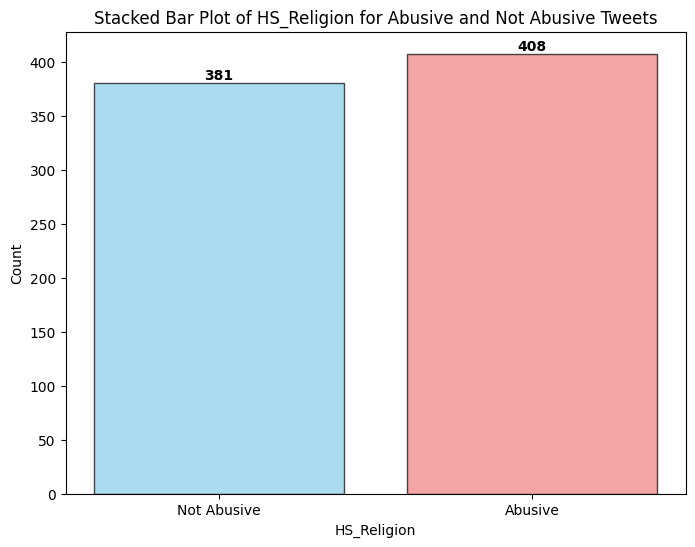 Stacked Bar Plot of HS_Religion for Abusive and Not Abusive Tweets
408
381
400
350
300
250
200
150
100
50
0
Count
Not Abusive
Abusive
HS_Religion